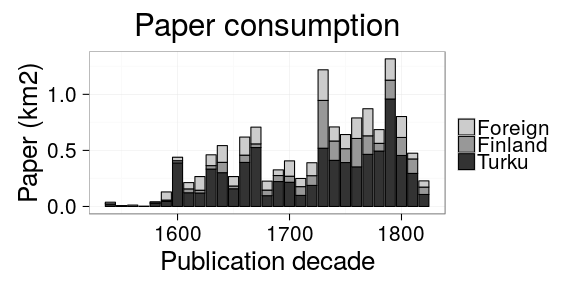 Paper consumption
Paper (km2)
1.0
0.5
0.0
1600 1700 1800
Publication decade
Foreign
Finland
Turku